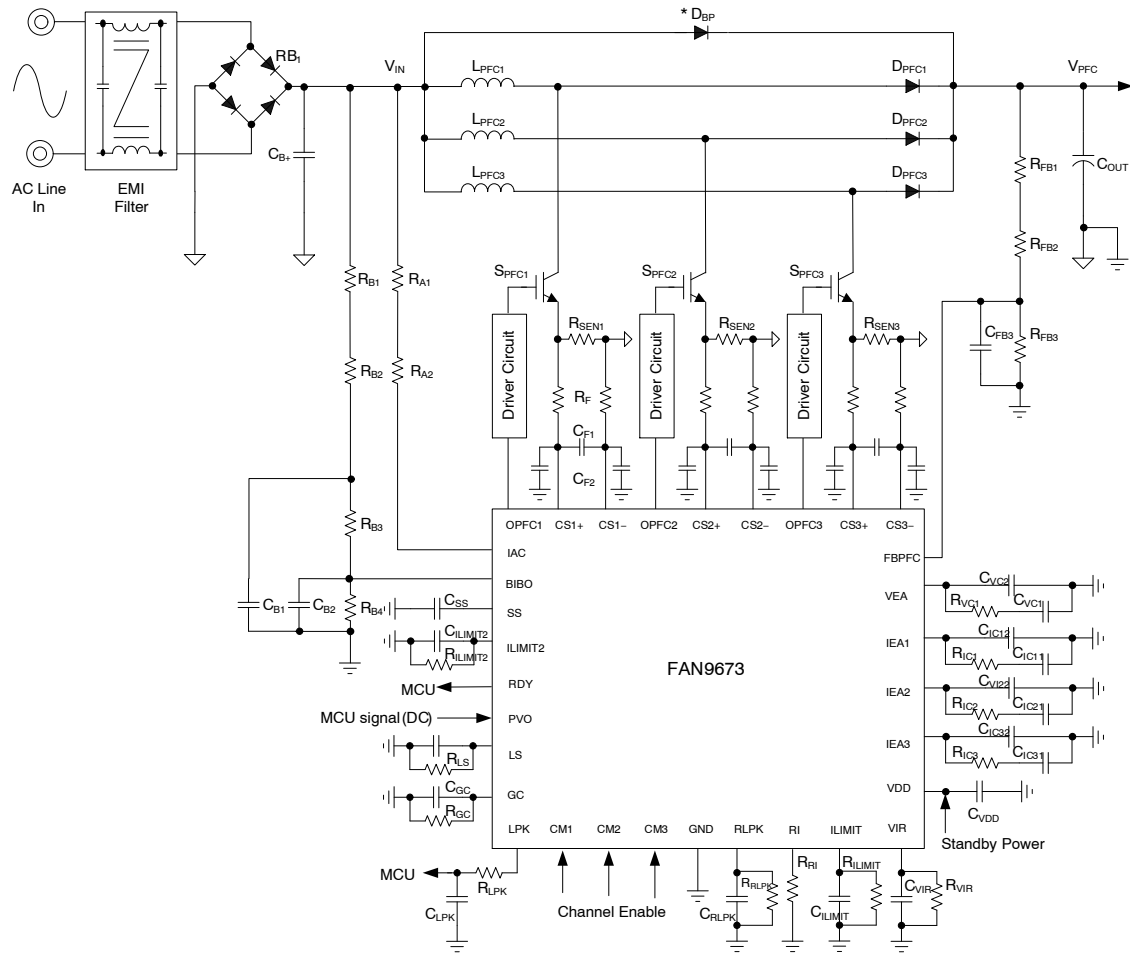 * DBP
RB1
VIN
LPFC1
DPFC1
VPFC
LPFC2
DPFC2
LPFC3
DPFC3
CB+
RFB1
COUT
AC Line
In
EMI
Filter
RFB2
RB1
RA1
SPFC1
SPFC2
SPFC3
RSEN1
RSEN2
RSEN3
CFB3
RFB3
Driver Circuit
Driver Circuit
Driver Circuit
RB2
RA2
RF
CF1
CF2
OPFC1
CS1+
CS1−
OPFC2
CS2+
CS2−
OPFC3
CS3+
CS3−
RB3
IAC
FBPFC
BIBO
CB1
CB2
RB4
CSS
SS
VEA
CVC2
RVC1
CVC1
CILIMIT2
RILIMIT2
ILIMIT2
IEA1
CIC12
RIC1
CIC11
FAN9673
MCU
RDY
IEA2
CVI22
RIC2
CIC21
MCU signal(DC)
PVO
IEA3
CIC32
RIC3
CIC31
RLS
LS
CGC
RGC
GC
VDD
CVDD
Standby Power
LPK
CM1
CM2
CM3
GND
RLPK
RI
ILIMIT
VIR
MCU
RLPK
CLPK
Channel Enable
RRLPK
CRLPK
RRI
RILIMIT
CILIMIT
CVIR
RVIR